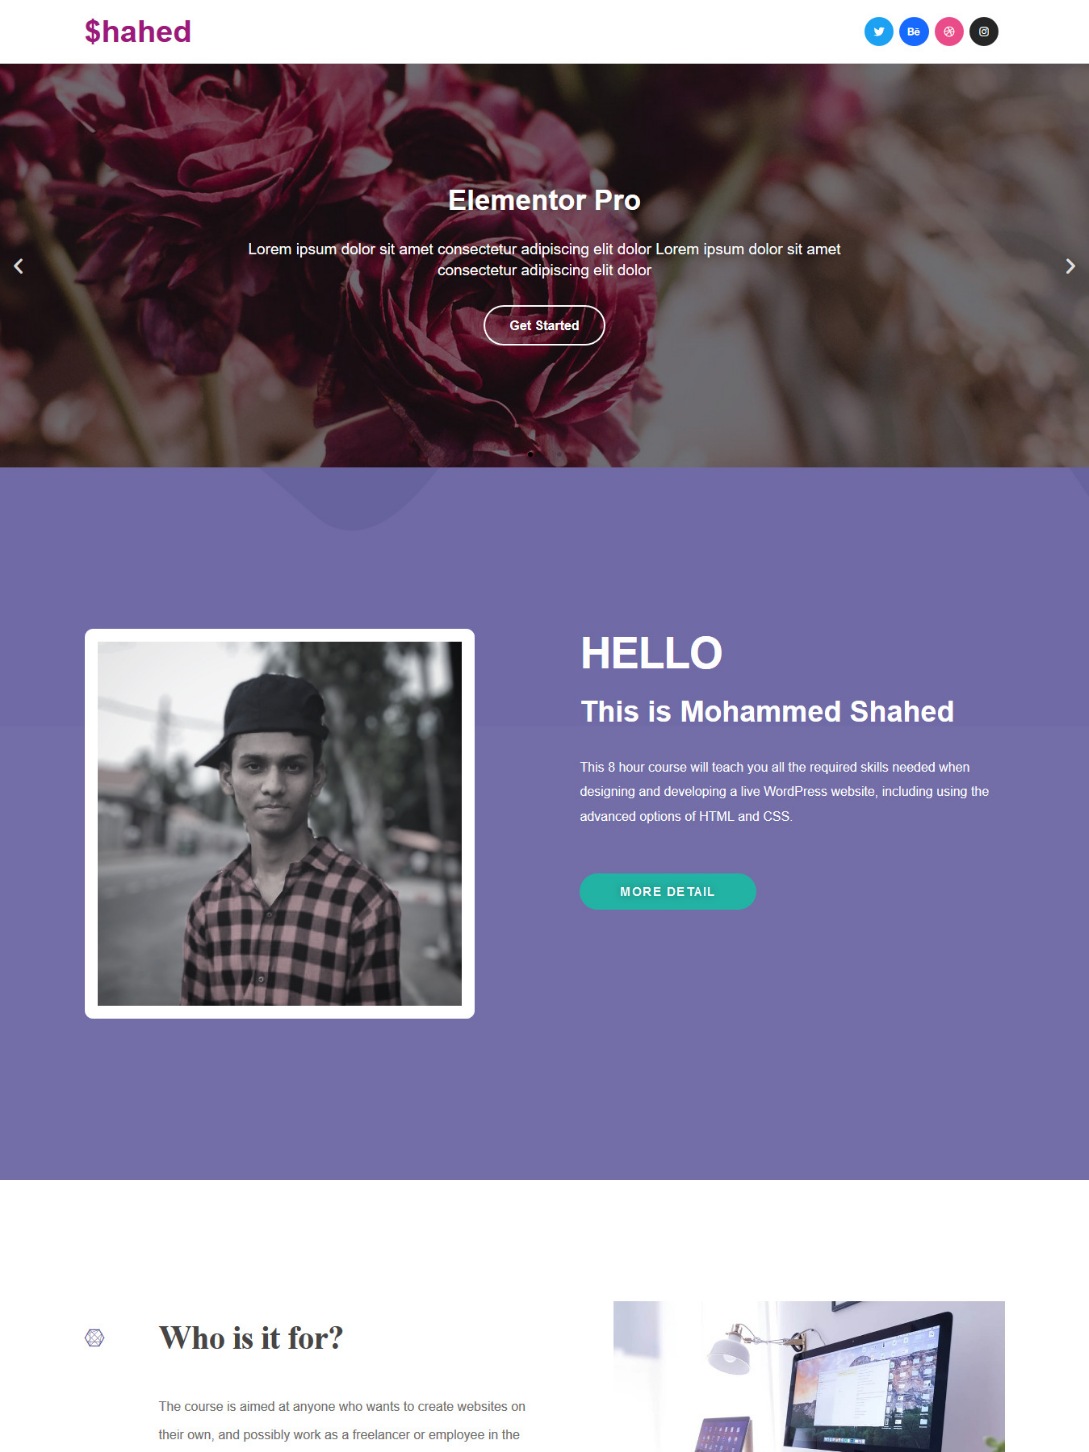 $hahed
Bē
Elementor Pro
Lorem ipsum dolor sit amet consectetur adipiscing elit dolor Lorem ipsum dolor sit amet
consectetur adipiscing elit dolor
Get Started
HELLO
This is Mohammed Shahed
This 8 hour course will teach you all the required skills needed when
designing and developing a live WordPress website, including using the
advanced options of HTML and CSS.
MORE DETAIL
Who is it for?
The course is aimed at anyone who wants to create websites on
their own, and possibly work as a freelancer or employee in the